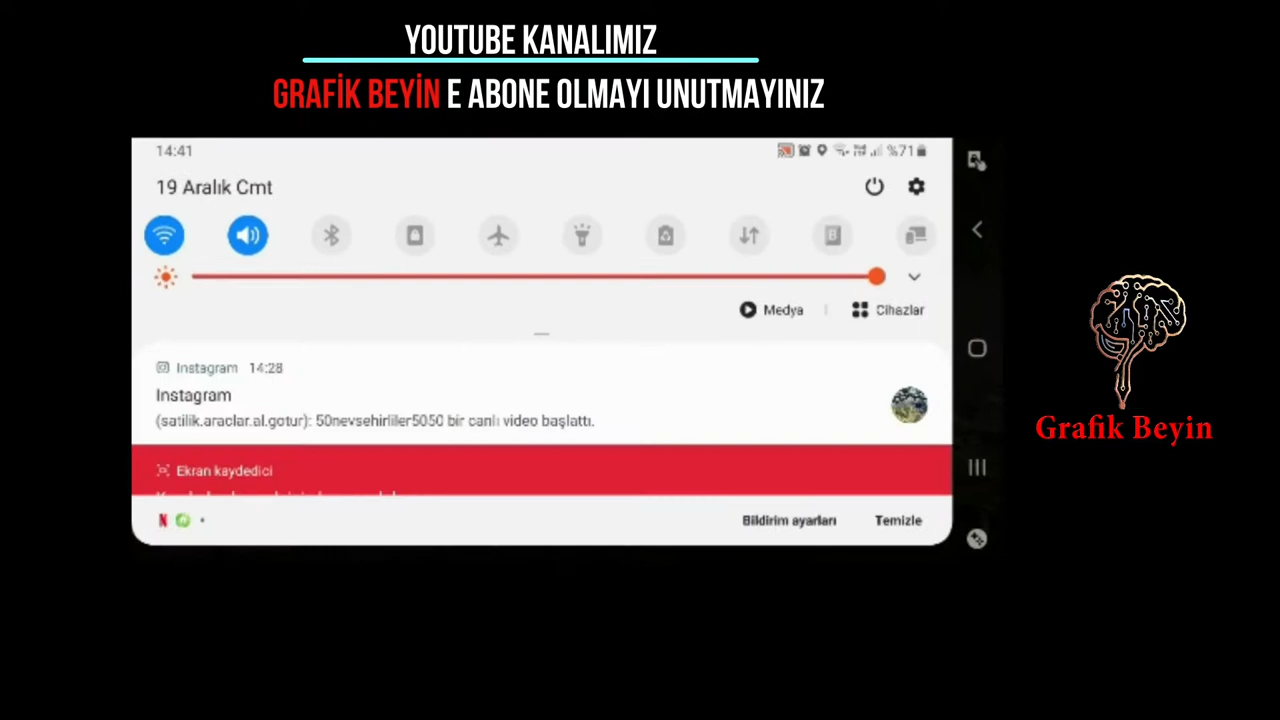 YOUTUBE KANALIMIZ
GRAFİK BEYİN E ABONE OLMAYI UNUTMAYINIZ
14:41
%71
19 Aralık Cmt
Medya
Cihazlar
Instagram 14:28
Instagram
(satilik.araclar.al.gotur): 50nevsehirliler5050 bir canlı video başlattı.
Grafik Beyin
Ekran kaydedici
Bildirim ayarları
Temizle